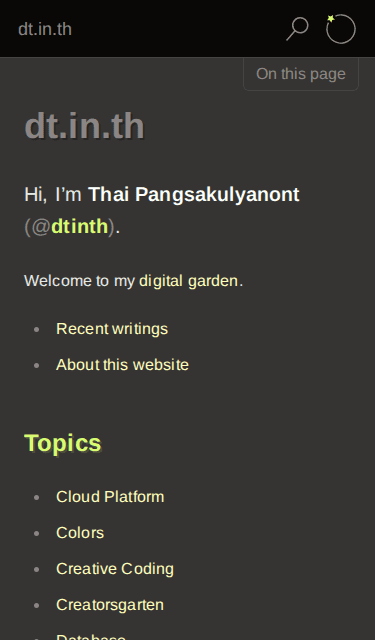 dt.in.th
On this page
dt.in.th
Hi, I’m Thai Pangsakulyanont
(@dtinth).
Welcome to my digital garden.
Recent writings
About this website
Topics
Cloud Platform
Colors
Creative Coding
Creatorsgarten
Database